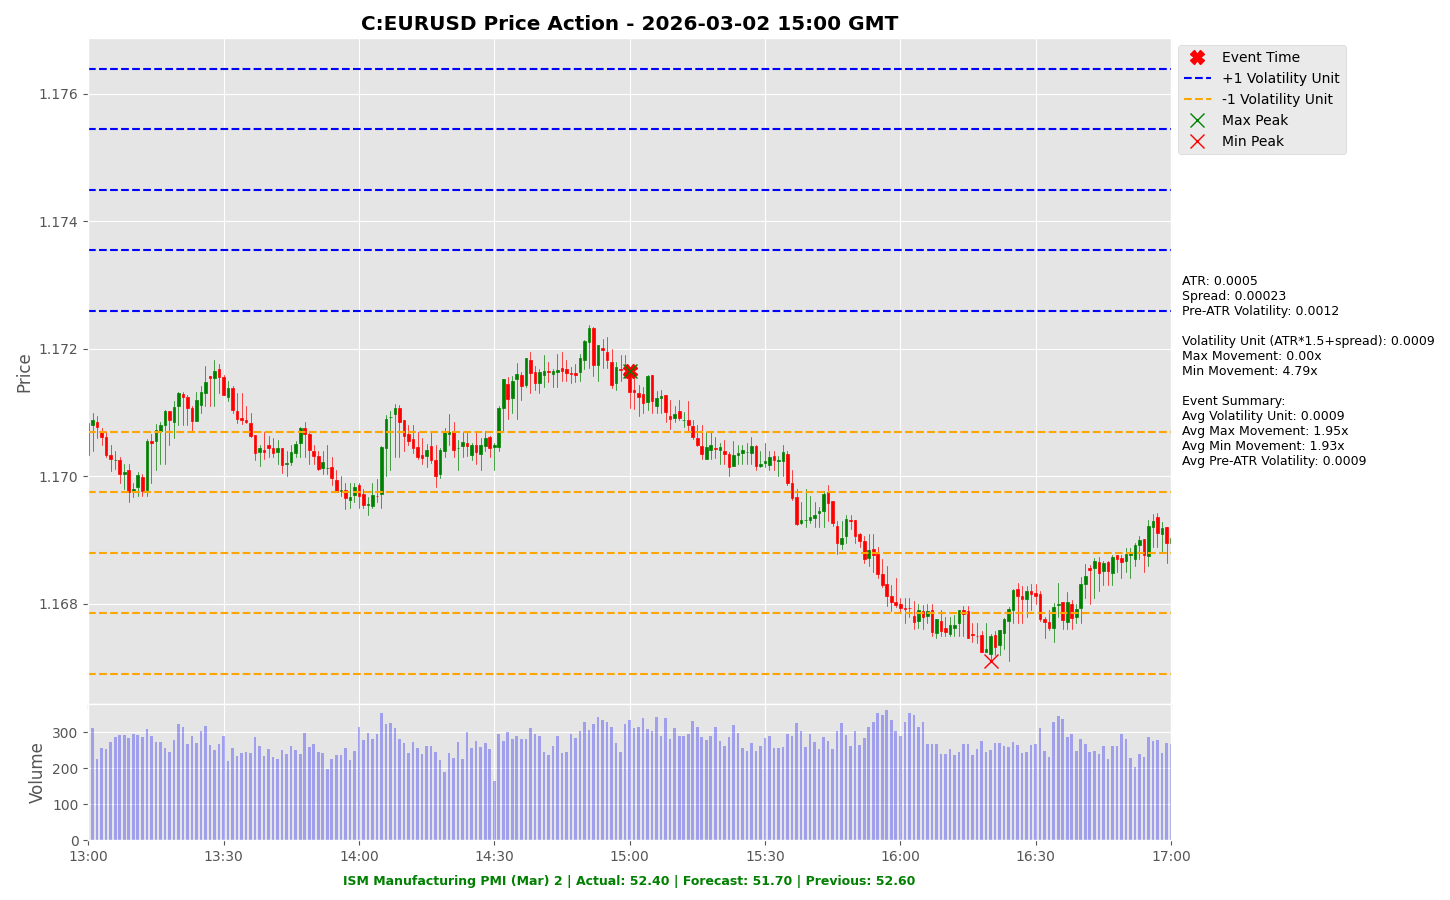 C:EURUSD Price Action - 2026-03-02 15:00 GMT
Event Time
+1 Volatility Unit
-1 Volatility Unit
Max Peak
Min Peak
1.176
1.174
1.172
1.170
1.168
Price
ATR: 0.0005
Spread: 0.00023
Pre-ATR Volatility: 0.0012
Volatility Unit (ATR*1.5+spread): 0.0009
Max Movement: 0.00x
Min Movement: 4.79x
Event Summary:
Avg Volatility Unit: 0.0009
Avg Max Movement: 1.95x
Avg Min Movement: 1.93x
Avg Pre-ATR Volatility: 0.0009
300
200
100
0
Volume
13:00 13:30 14:00 14:30 15:00 15:30 16:00 16:30 17:00
ISM Manufacturing PMI (Mar) 2 | Actual: 52.40 | Forecast: 51.70 | Previous: 52.60